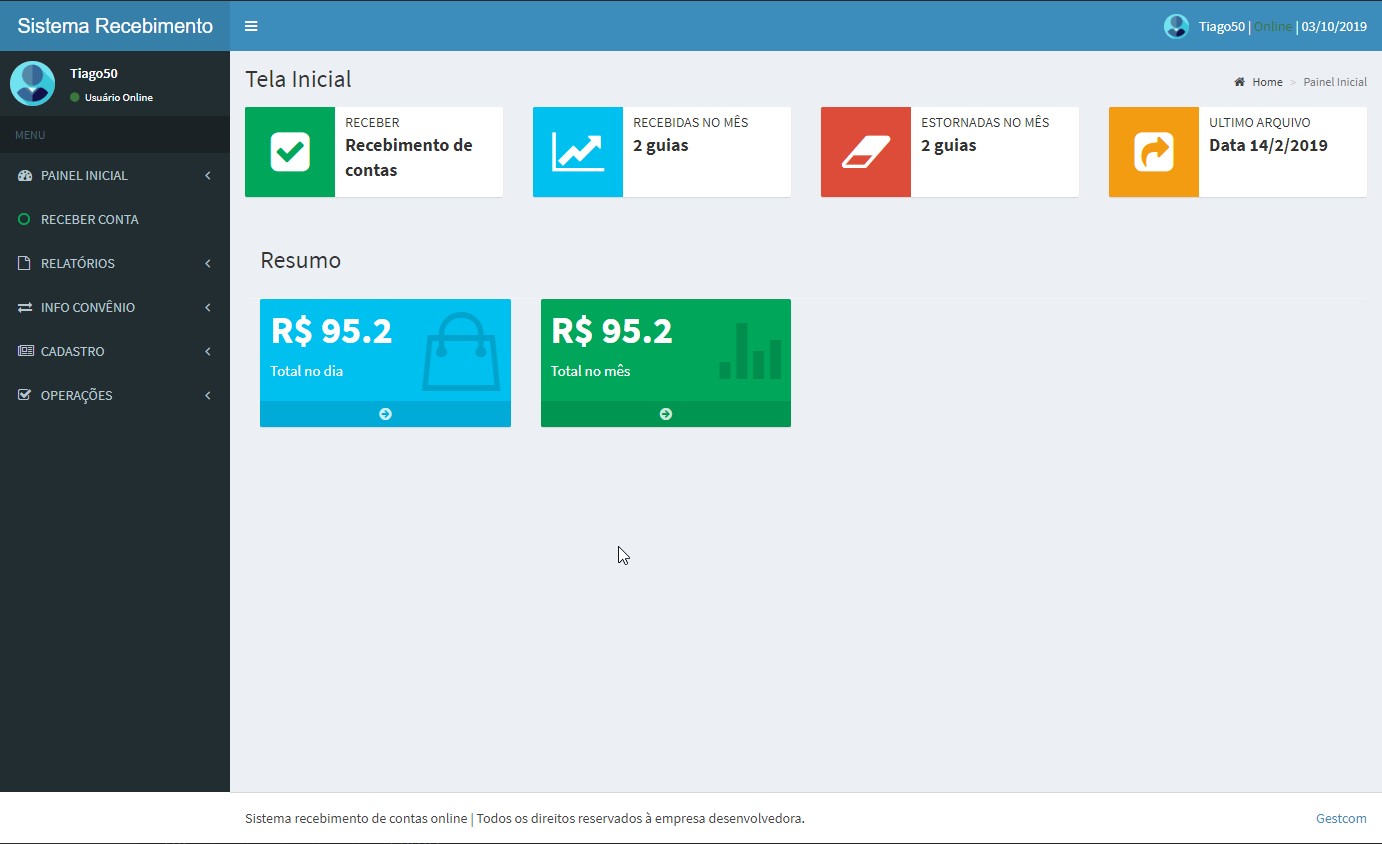 Sistema Recebimento
Tiago50 | Online | 03/10/2019
Tiago50
Usuário Online
MENU
PAINEL INICIAL
RECEBER CONTA
RELATÓRIOS
INFO CONVÊNIO
CADASTRO
OPERAÇÕES
Tela Inicial
Home > Painel Inicial
RECEBER
Recebimento de
contas
RECEBIDAS NO MÊS
2 guias
ESTORNADAS NO MÊS
2 guias
ULTIMO ARQUIVO
Data 14/2/2019
Resumo
R$ 95.2
Total no dia
R$ 95.2
Total no mês
Sistema recebimento de contas online | Todos os direitos reservados à empresa desenvolvedora.
Gestcom